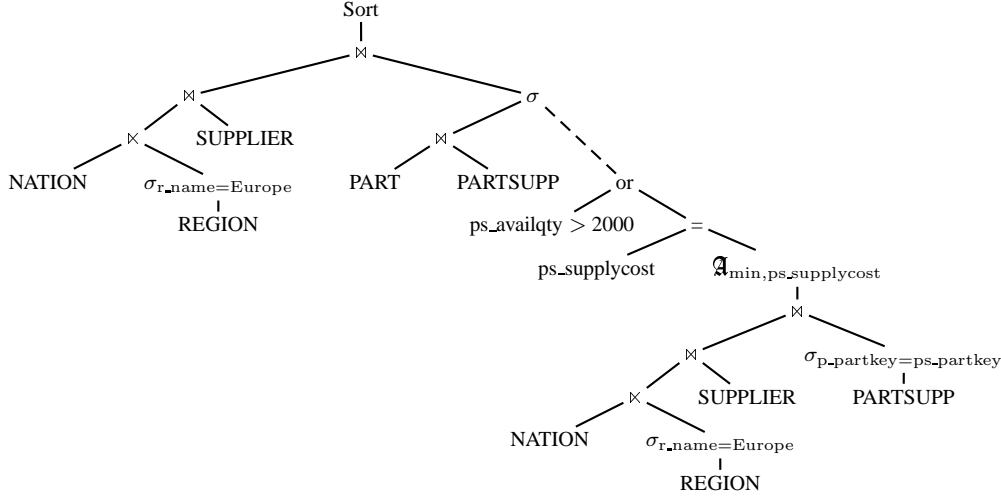 Sort
⋈
⋈ σ
⋉ SUPPLIER ⋈
NATION σr_name=Europe PART PARTSUPP or
REGION ps_availqty > 2000 =
ps_supplycost 𝔄min,ps_supplycost
⋈
⋈ σp_partkey=ps_partkey
⋉ SUPPLIER PARTSUPP
NATION σr_name=Europe
REGION